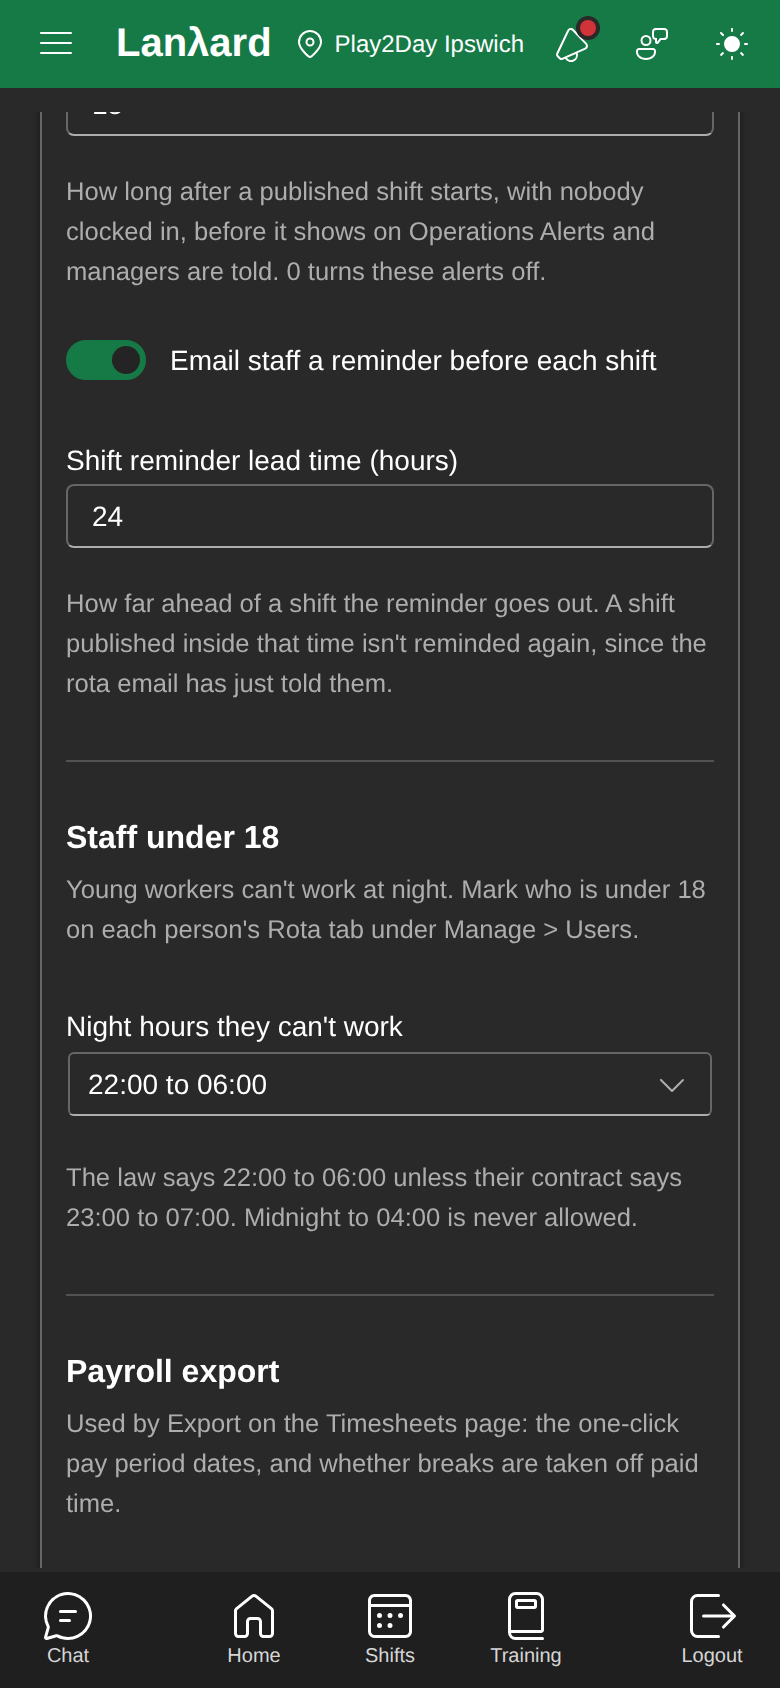 Lanλard
Play2Day Ipswich
How long after a published shift starts, with nobody
clocked in, before it shows on Operations Alerts and
managers are told. 0 turns these alerts off.
Email staff a reminder before each shift
Shift reminder lead time (hours)
24
How far ahead of a shift the reminder goes out. A shift
published inside that time isn't reminded again, since the
rota email has just told them.
Staff under 18
Young workers can't work at night. Mark who is under 18
on each person's Rota tab under Manage > Users.
Night hours they can't work
22:00 to 06:00
The law says 22:00 to 06:00 unless their contract says
23:00 to 07:00. Midnight to 04:00 is never allowed.
Payroll export
Used by Export on the Timesheets page: the one-click
pay period dates, and whether breaks are taken off paid
time.
Chat
Home
Shifts
Training
Logout